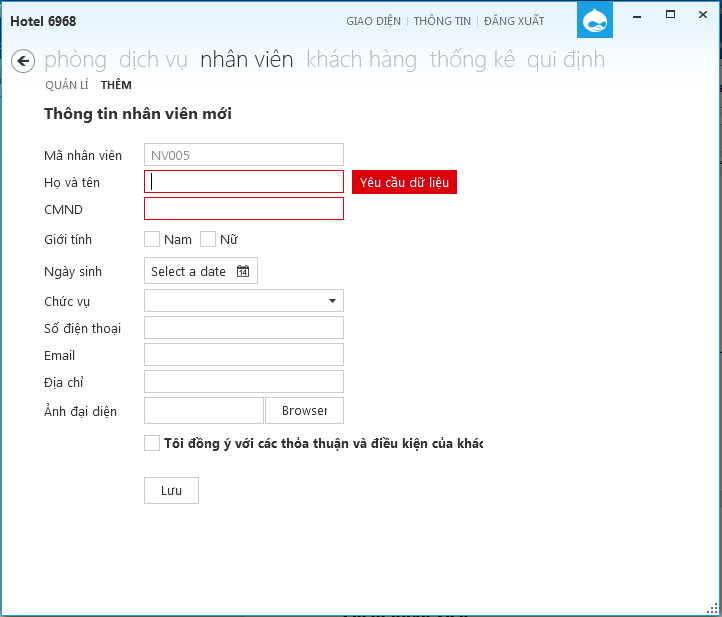 Hotel 6968
GIAO DIỆN | THÔNG TIN | ĐĂNG XUẤT
phòng dịch vụ nhân viên khách hàng thống kê qui định
QUẢN LÍ THÊM
Thông tin nhân viên mới
Mã nhân viên NV005
Họ và tên Yêu cầu dữ liệu
CMND
Giới tính Nam Nữ
Ngày sinh Select a date 14
Chức vụ
Số điện thoại
Email
Địa chỉ
Ảnh đại diện Browser
Tôi đồng ý với các thỏa thuận và điều kiện của khác
Lưu